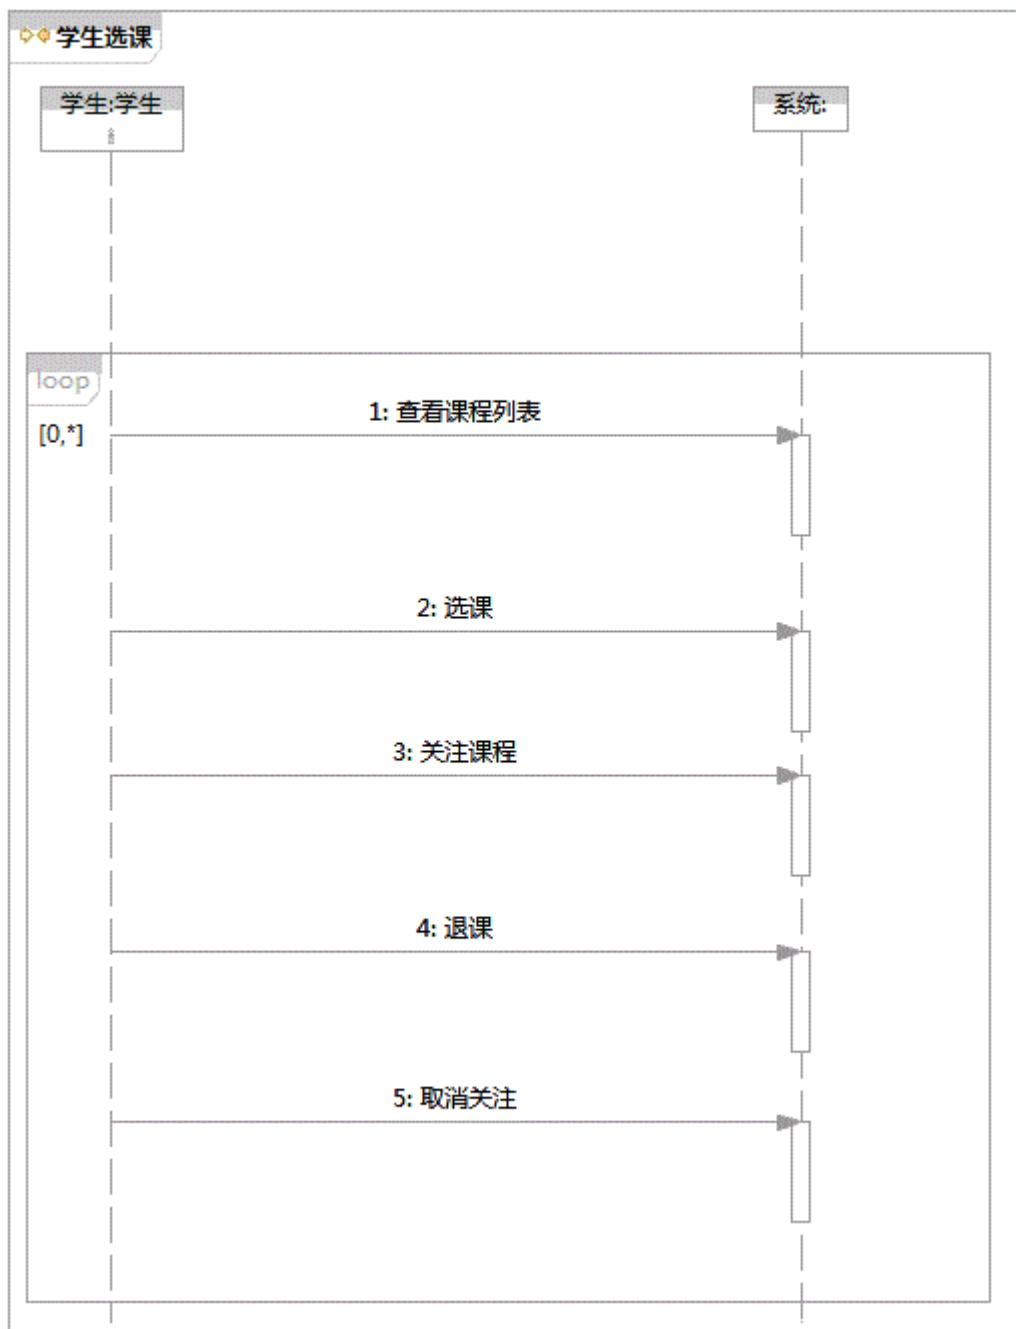 学生选课
学生:学生
系统:
loop
[0,*]
1: 查看课程列表
2: 选课
3: 关注课程
4: 退课
5: 取消关注